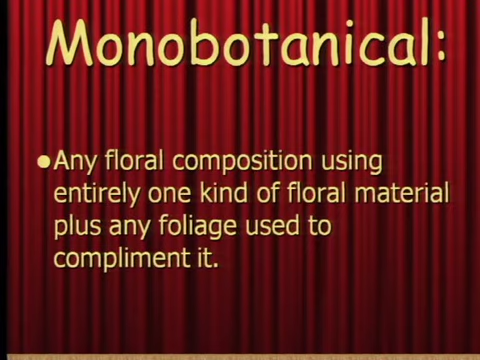 Monobotanical:
•Any floral composition using
entirely one kind of floral material
plus any foliage used to
compliment it.